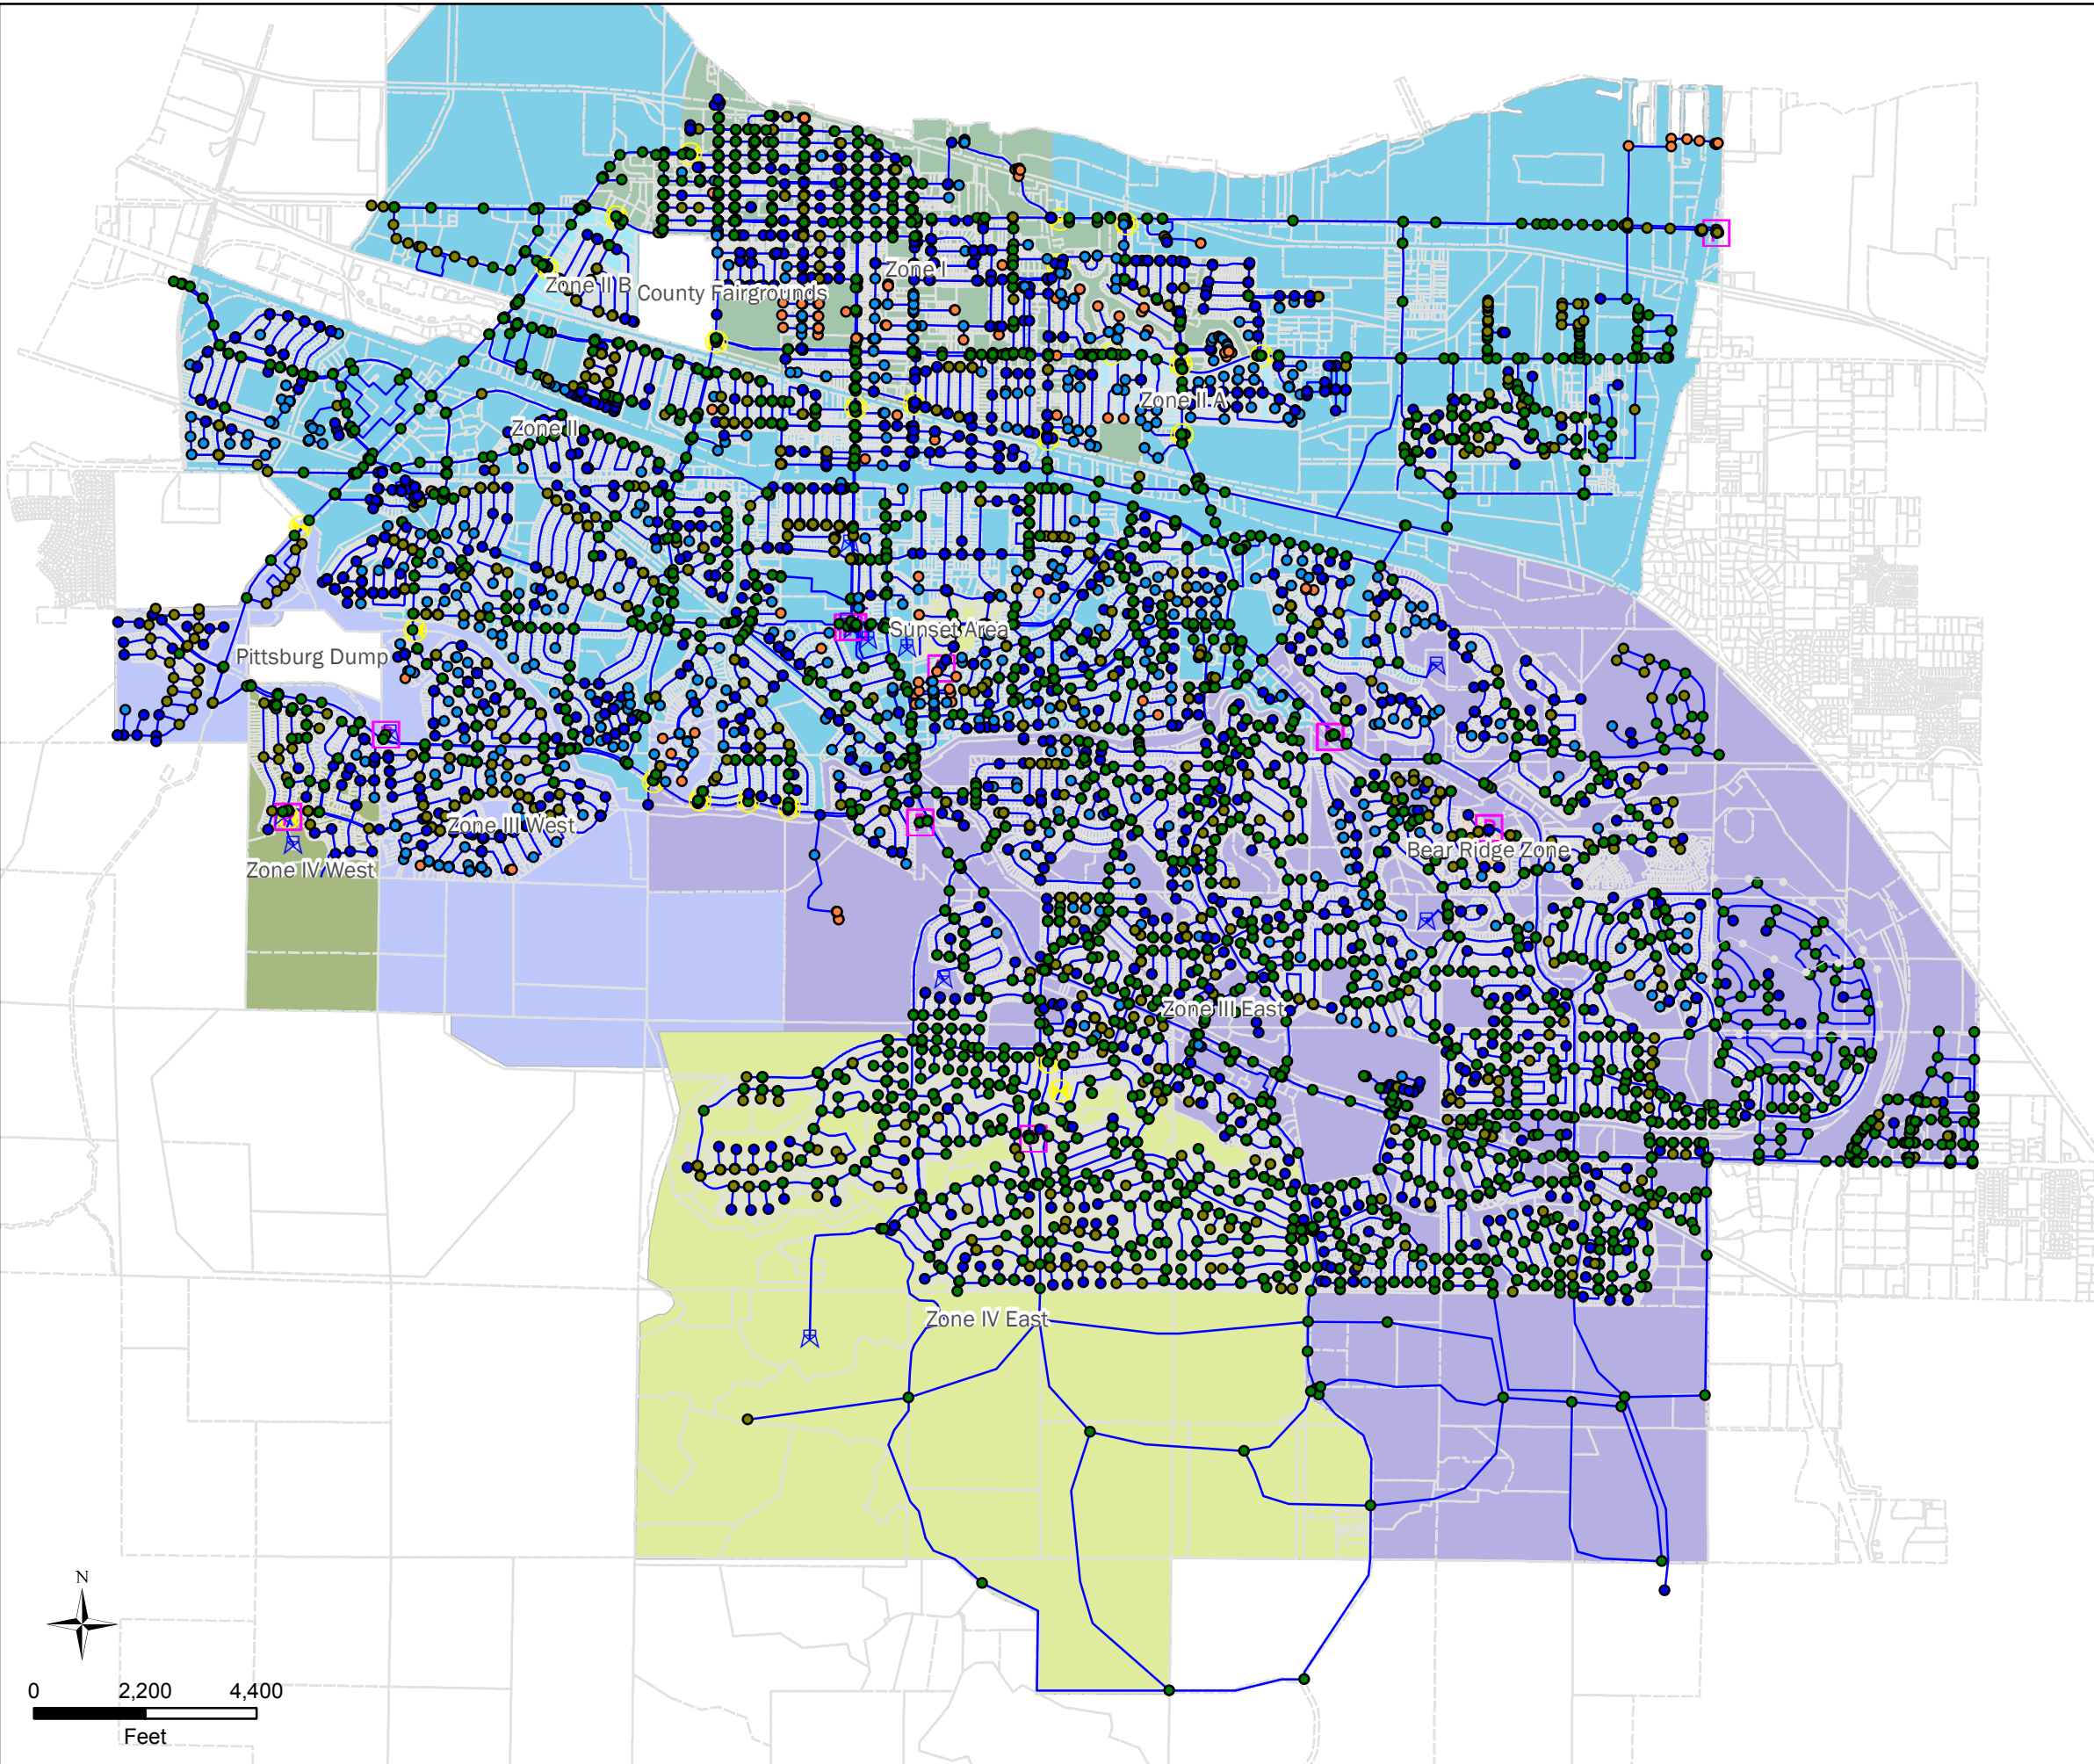 Zone I
Zone II B
County Fairgrounds
Zone II A
Zone II
Sunset Area
Pittsburg Dump
Zone III West
Bear Ridge Zone
Zone IV West
Zone III East
Zone IV East
N
0 2,200 4,400
Feet